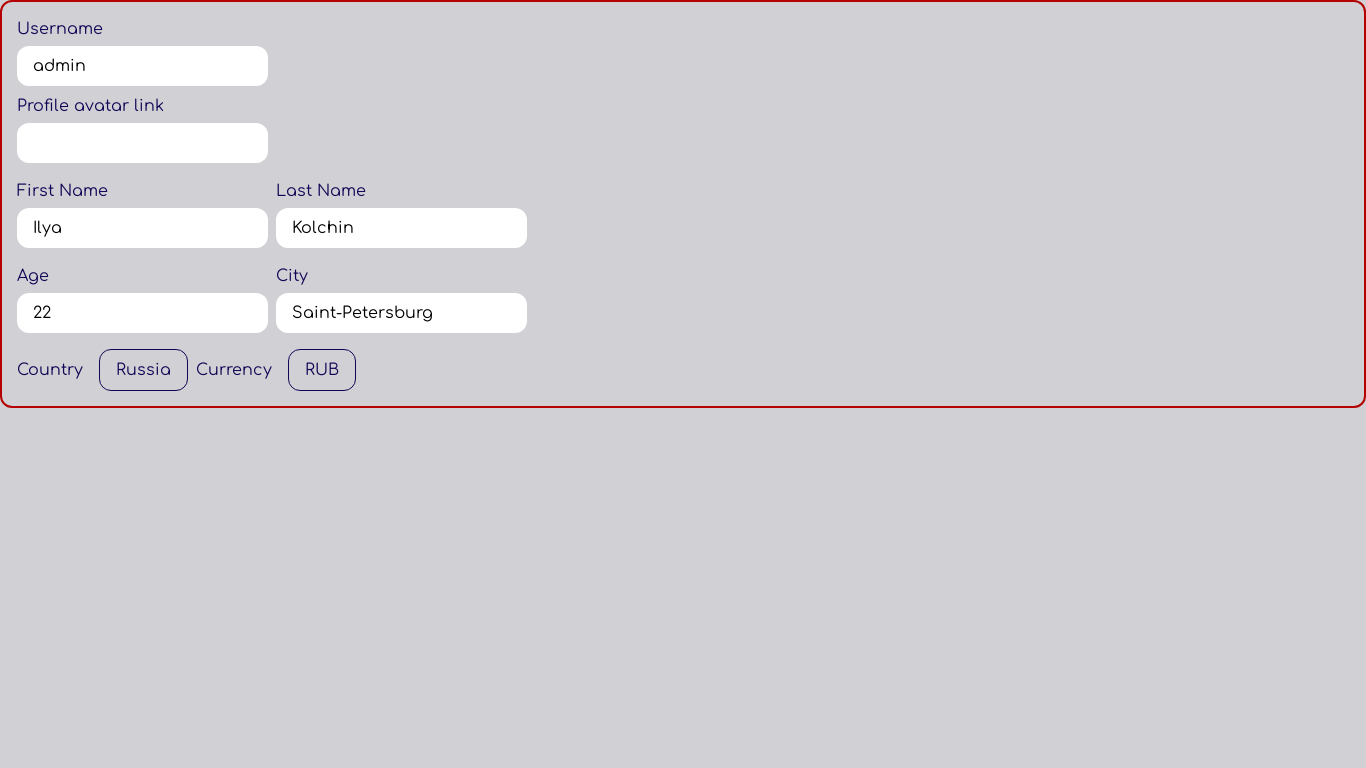 Username
admin
Profile avatar link
First Name Last Name
Ilya Kolchin
Age City
22 Saint-Petersburg
Country Russia Currency RUB